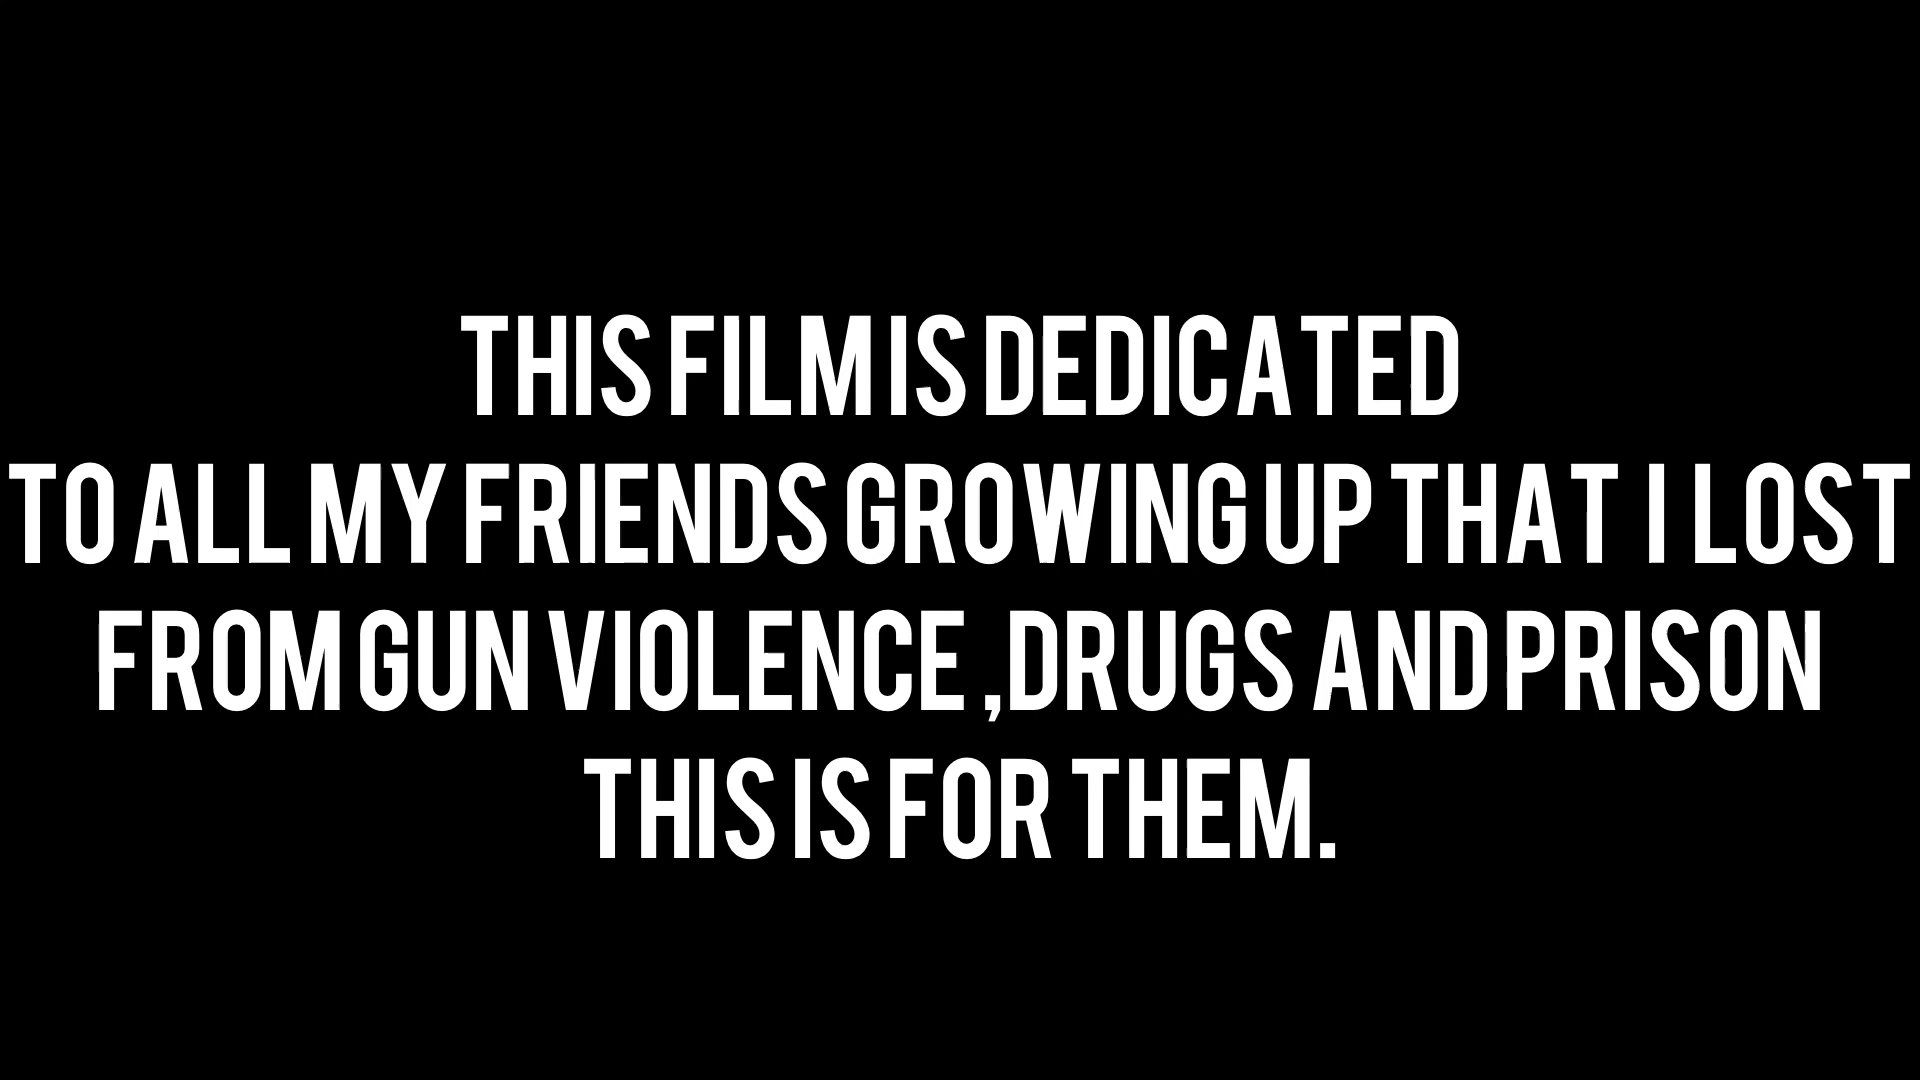 THIS FILM IS DEDICATED
TO ALL MY FRIENDS GROWING UP THAT I LOST
FROM GUN VIOLENCE ,DRUGS AND PRISON
THIS IS FOR THEM.